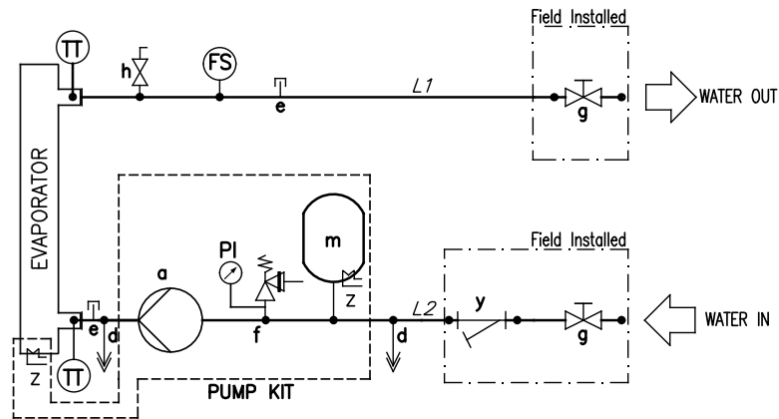 Field Installed
TT
h
FS
e
L1
g
WATER OUT
EVAPORATOR
Field Installed
m
PI
a
z
y
e
d
f
L2
d
g
WATER IN
z
TT
PUMP KIT